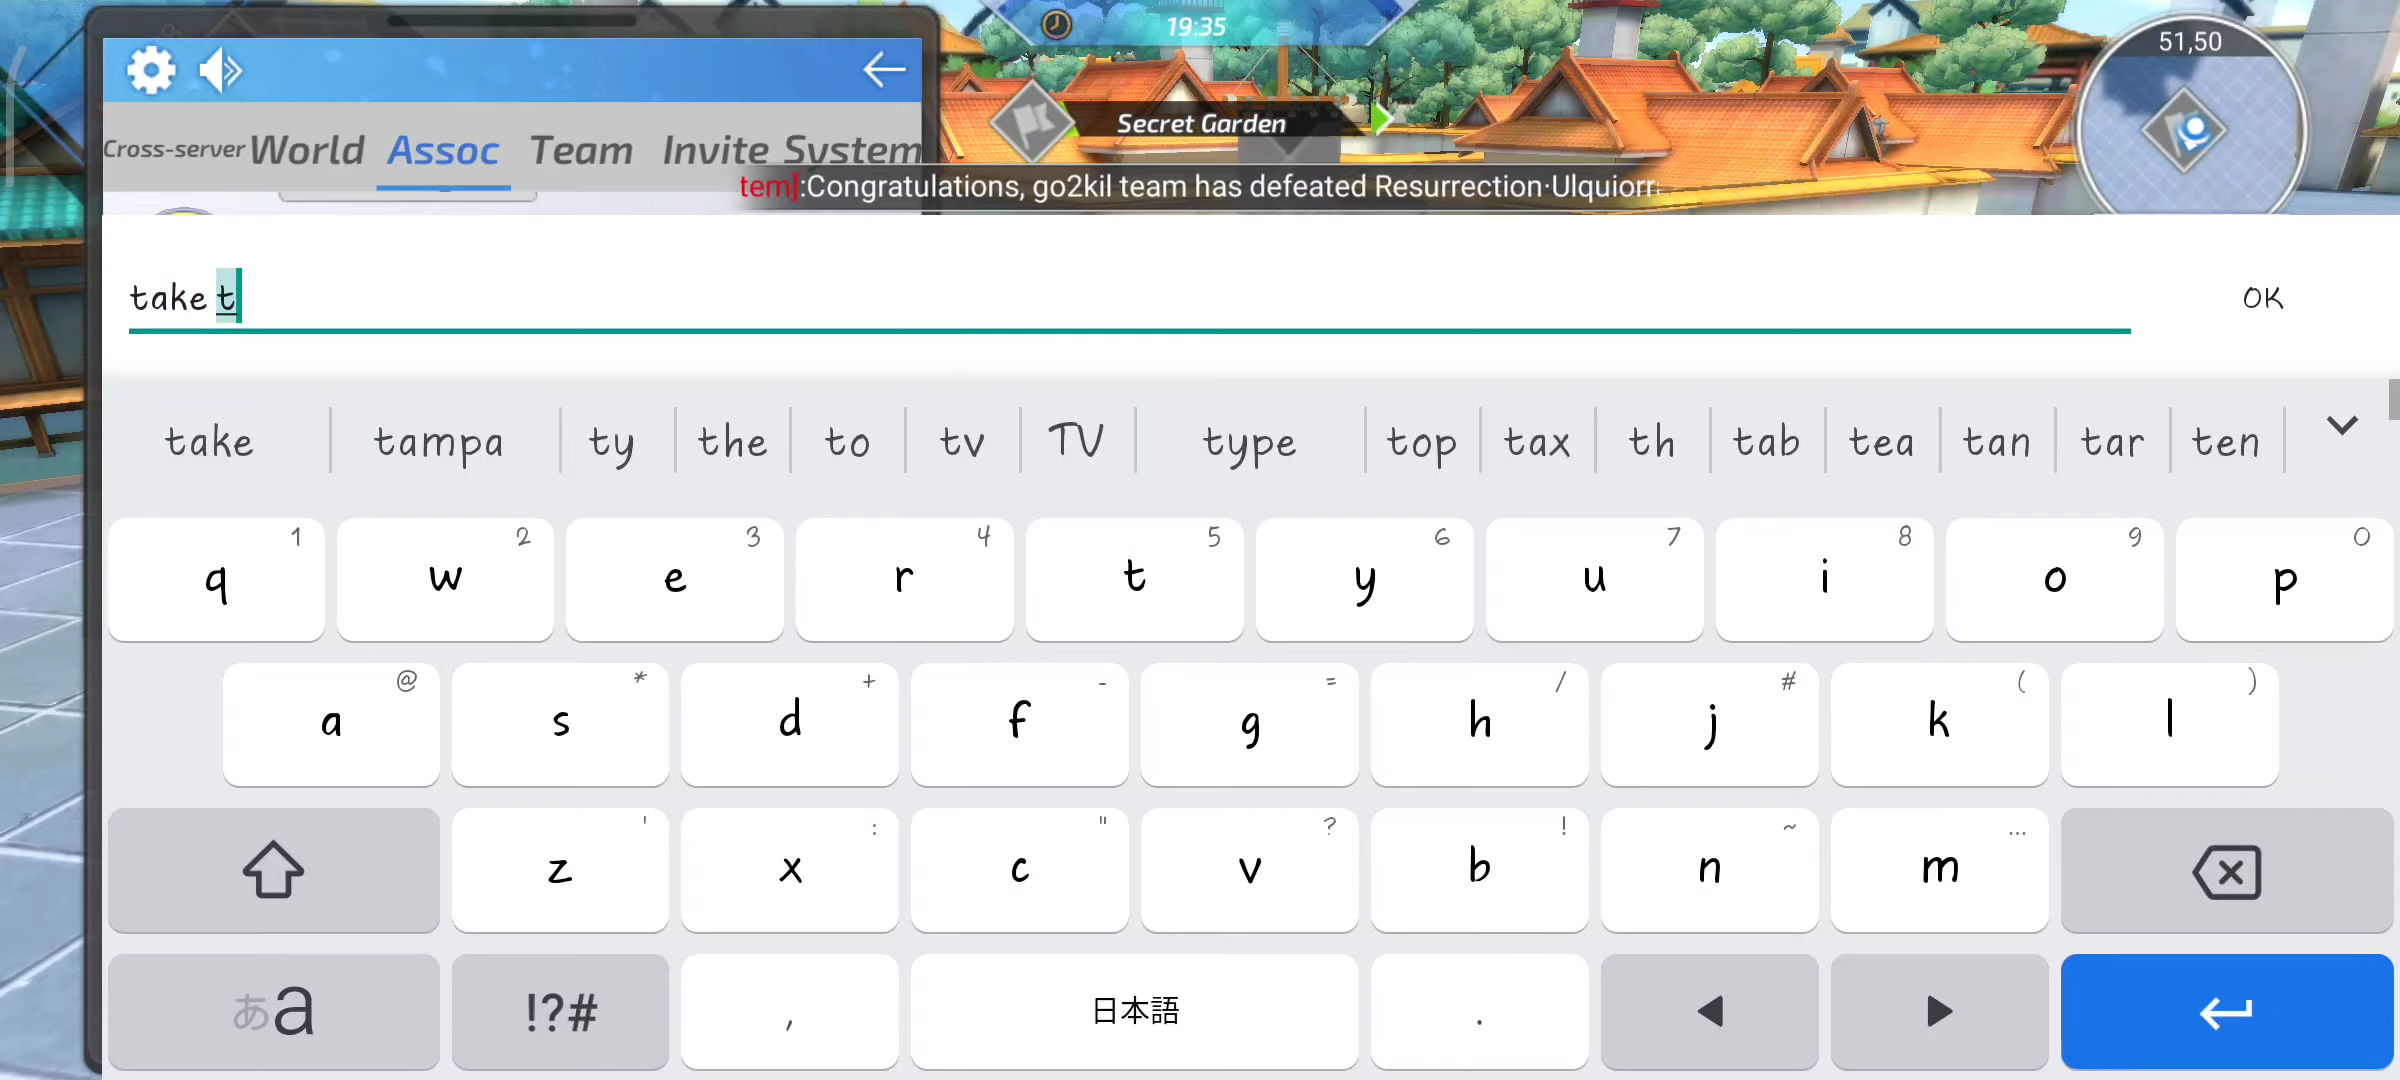 19:35
51,50
Cross-server World Assoc Team Invite System
Secret Garden
tem]:Congratulations, go2kil team has defeated Resurrection·Ulquiorr
take t
OK
take tampa ty the to tv TV type top tax th tab tea tan tar ten
1 2 3 4 5 6 7 8 9 0
q w e r t y u i o p
@ * + - = / # ( )
a s d f g h j k l
' : " ? ! ~ ...
z x c v b n m
あa !?# , 日本語 .